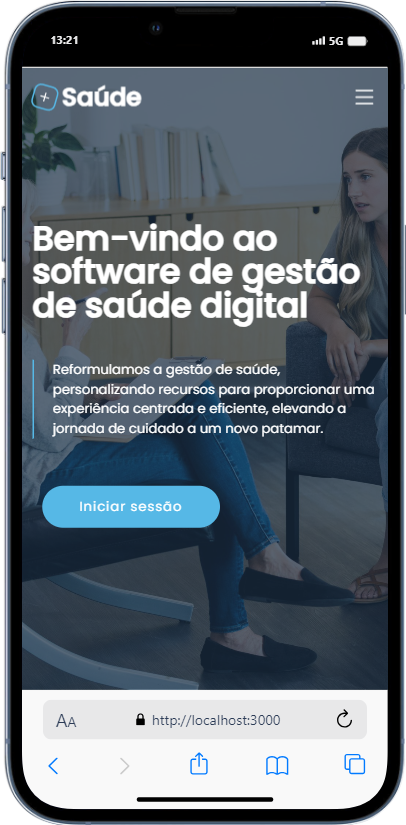 13:21
5G
+ Saúde
Bem-vindo ao
software de gestão
de saúde digital
Reformulamos a gestão de saúde,
personalizando recursos para proporcionar uma
experiência centrada e eficiente, elevando a
jornada de cuidado a um novo patamar.
Iniciar sessão
AA
http://localhost:3000